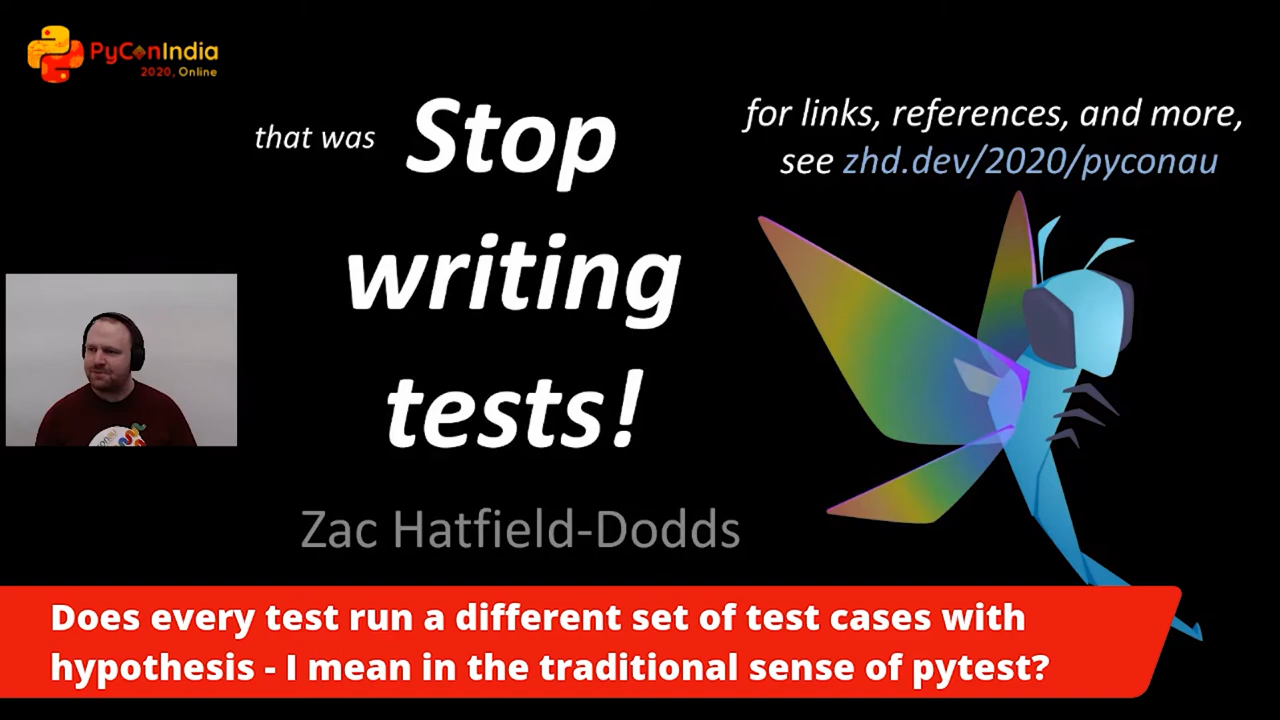 PyConIndia
2020, Online
that was Stop
writing
tests!
for links, references, and more,
see zhd.dev/2020/pyconau
Zac Hatfield-Dodds
Does every test run a different set of test cases with
hypothesis - I mean in the traditional sense of pytest?